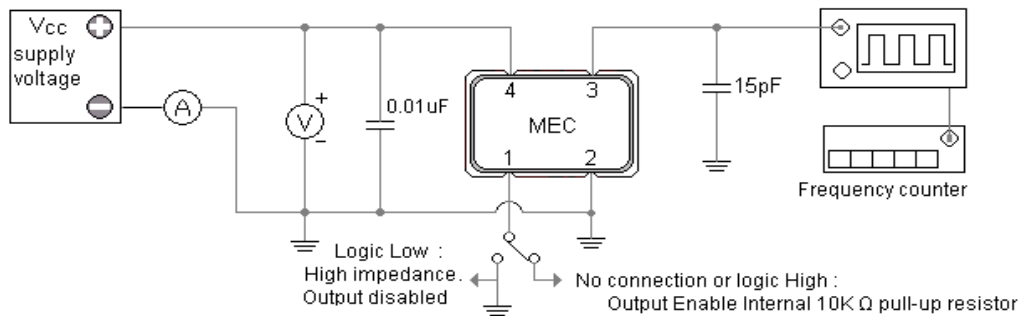 Vcc
supply
voltage
A
V
+
-
0.01uF
4
3
MEC
1
2
15pF
Frequency counter
Logic Low :
High impedance.
Output disabled
No connection or logic High :
Output Enable Internal 10K Ω pull-up resistor